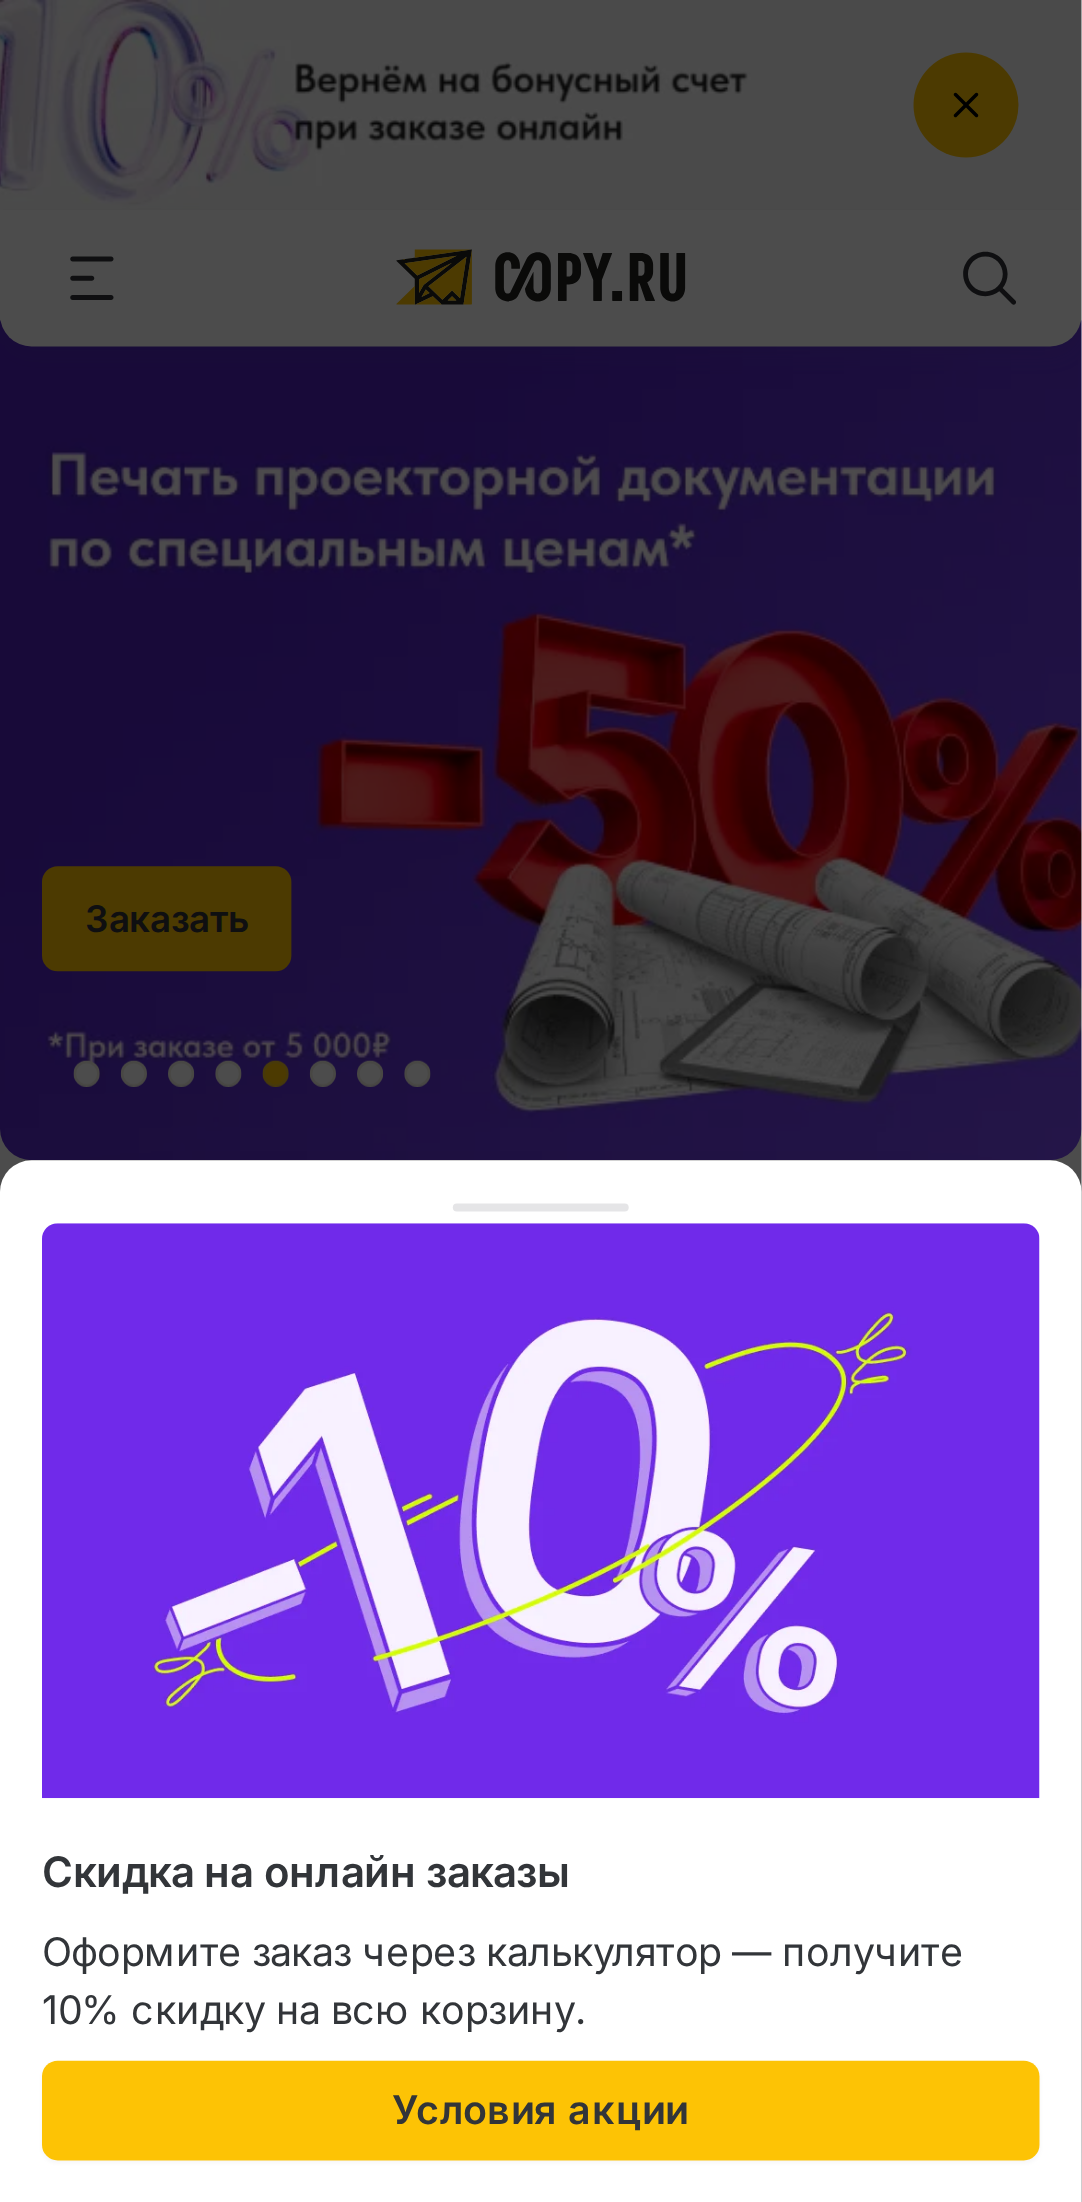 10%
Вернём на бонусный счет
при заказе онлайн
COPY.RU
Печать проекторной документации
по специальным ценам*
-50%
Заказать
*При заказе от 5 000₽
-10%
Скидка на онлайн заказы
Оформите заказ через калькулятор — получите
10% скидку на всю корзину.
Условия акции